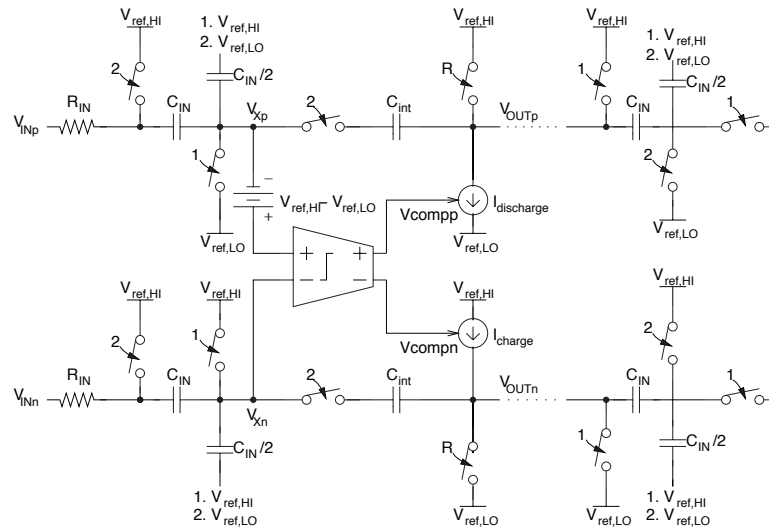 V_ref,HI
1. V_ref,HI
2. V_ref,LO
V_ref,HI
V_ref,HI
1. V_ref,HI
2. V_ref,LO
2
C_IN/2
R
1
C_IN/2
R_IN
C_IN
V_Xp
2
C_int
V_OUTp
C_IN
1
V_INp
1
2
−
V_ref,HI − V_ref,LO
+
Vcompp
I_discharge
V_ref,LO
V_ref,LO
V_ref,LO
+ +
− −
V_ref,HI
V_ref,HI
V_ref,HI
V_ref,HI
2
1
2
Vcompn
I_charge
R_IN
C_IN
2
C_int
V_OUTn
C_IN
1
V_INn
V_Xn
C_IN/2
R
1
C_IN/2
1. V_ref,HI
2. V_ref,LO
V_ref,LO
V_ref,LO
1. V_ref,HI
2. V_ref,LO